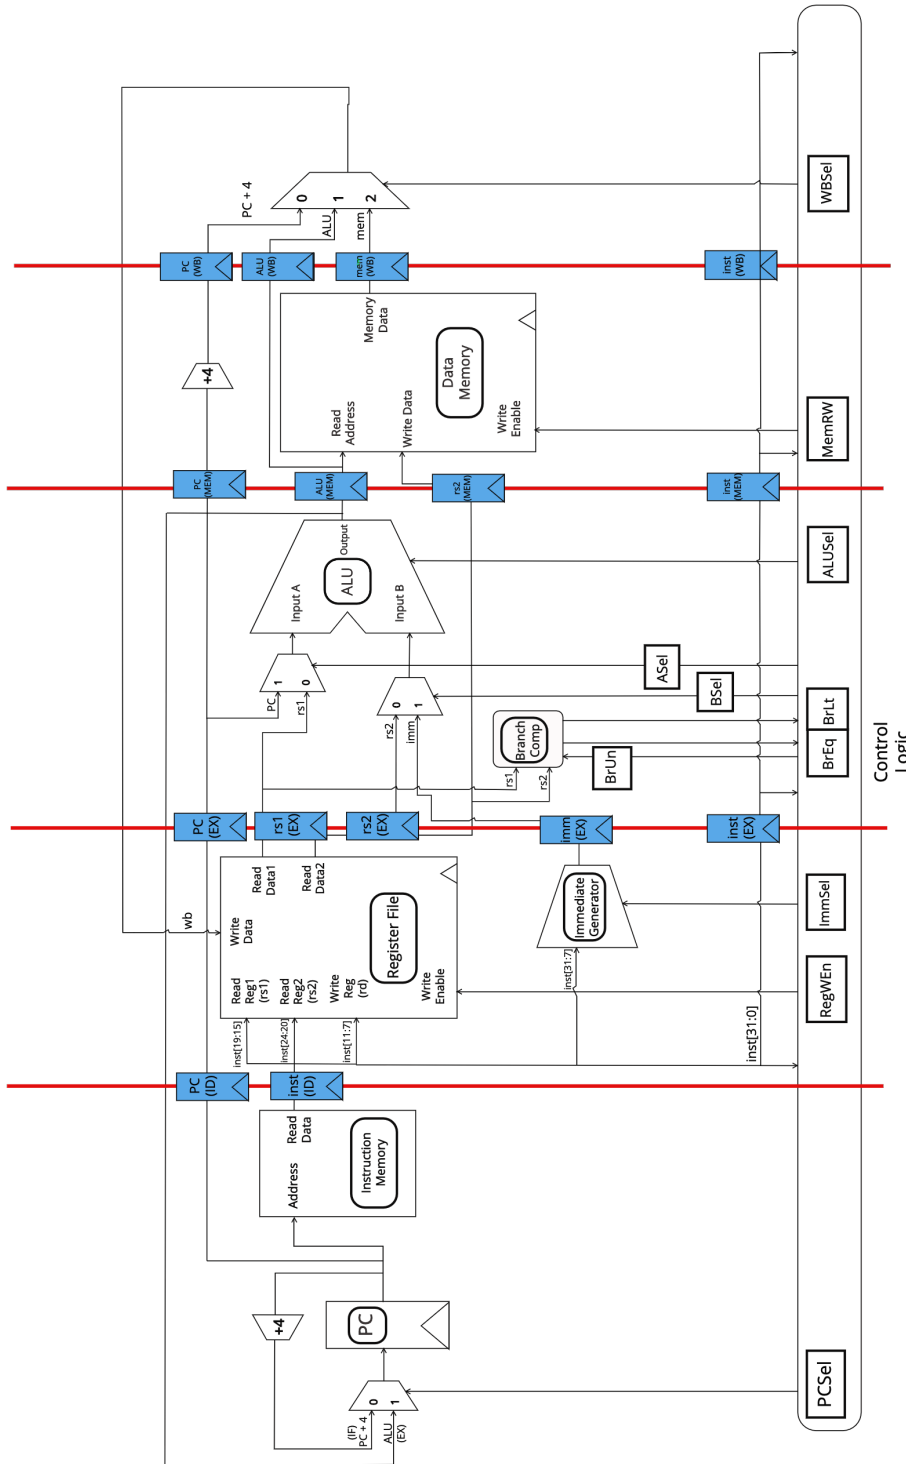 (IF)
PC + 4
ALU
(EX)
0
1
+4
PC
Address
Read
Data
Instruction
Memory
PC
(ID)
inst
(ID)
inst[19:15]
inst[24:20]
inst[11:7]
inst[31:7]
inst[31:0]
wb
Read
Reg1
(rs1)
Read
Reg2
(rs2)
Write
Reg
(rd)
Write
Data
Write
Enable
Register File
Read
Data1
Read
Data2
Immediate
Generator
PC
(EX)
rs1
(EX)
rs2
(EX)
imm
(EX)
inst
(EX)
PC
rs1
1
0
rs2
imm
0
1
rs1
rs2
Branch
Comp
Input A
Input B
ALU
Output
PC
(MEM)
ALU
(MEM)
rs2
(MEM)
inst
(MEM)
+4
Read
Address
Write Data
Write
Enable
Data
Memory
Memory
Data
PC
(WB)
ALU
(WB)
mem
(WB)
inst
(WB)
PC + 4
ALU
mem
0
1
2
PCSel
RegWEn
ImmSel
BrUn
BrEq
BrLt
BSel
ASel
ALUSel
MemRW
WBSel
Control
Logic